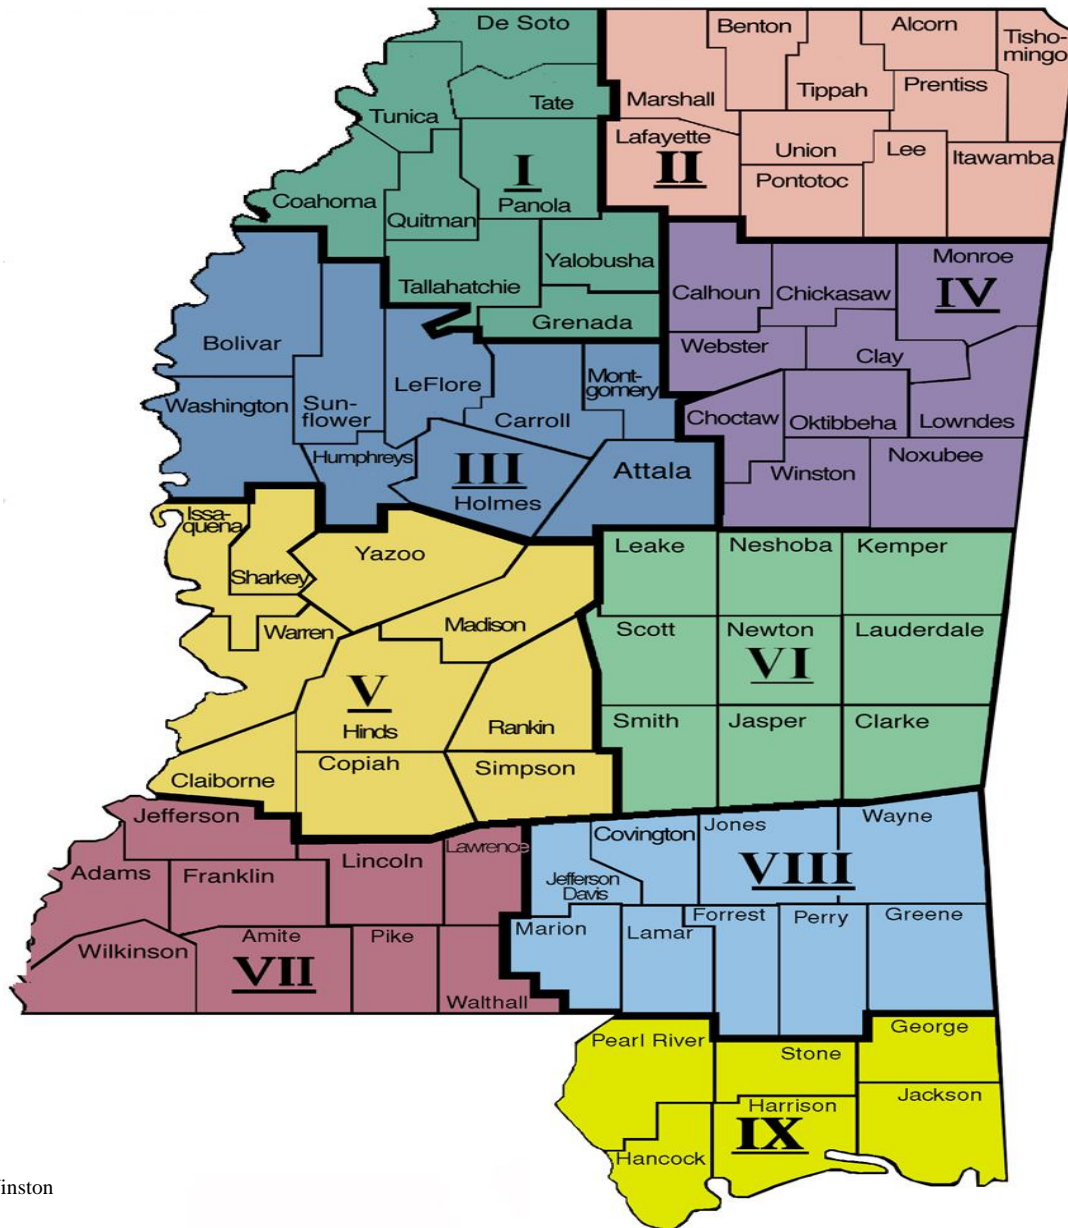 De Soto
Benton
Alcorn
Tisho-
mingo
Tunica
Tate
Marshall
Tippah
Prentiss
Lafayette
Union
Lee
Itawamba
I
II
Coahoma
Quitman
Panola
Pontotoc
Tallahatchie
Yalobusha
Grenada
Calhoun
Chickasaw
Monroe
IV
Bolivar
Webster
Clay
LeFlore
Mont-
gomery
Washington
Sun-
flower
Carroll
Choctaw
Oktibbeha
Lowndes
Humphreys
III
Holmes
Attala
Winston
Noxubee
Issa-
quena
Sharkey
Yazoo
Leake
Neshoba
Kemper
Warren
Madison
Scott
Newton
Lauderdale
V
VI
Hinds
Rankin
Smith
Jasper
Clarke
Claiborne
Copiah
Simpson
Jefferson
Lincoln
Lawrence
Covington
Jones
Wayne
Adams
Franklin
Jefferson
Davis
VIII
Wilkinson
Amite
Pike
Marion
Lamar
Forrest
Perry
Greene
VII
Walthall
Pearl River
Stone
George
Harrison
Jackson
IX
Hancock
inston